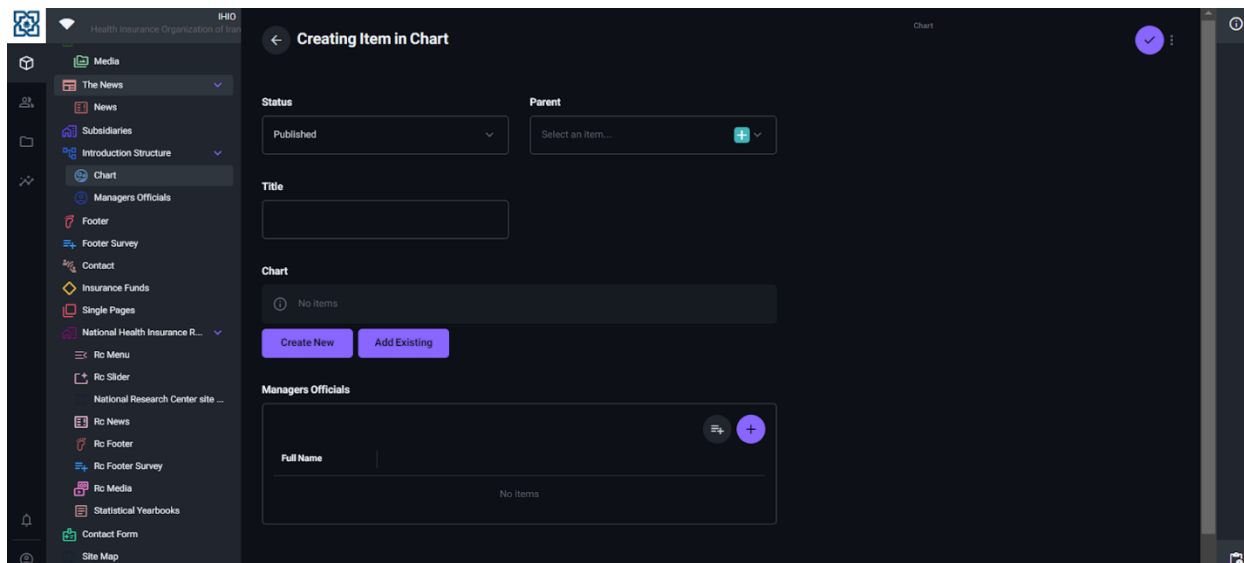 IHIO
Health Insurance Organization of Iran
Media
The News
News
Subsidiaries
Introduction Structure
Chart
Managers Officials
Footer
Footer Survey
Contact
Insurance Funds
Single Pages
National Health Insurance R...
Rc Menu
Rc Slider
National Research Center site ...
Rc News
Rc Footer
Rc Footer Survey
Rc Media
Statistical Yearbooks
Contact Form
Site Map
Creating Item in Chart
Chart
Status
Published
Parent
Select an item...
Title
Chart
No items
Create New
Add Existing
Managers Officials
Full Name
No items